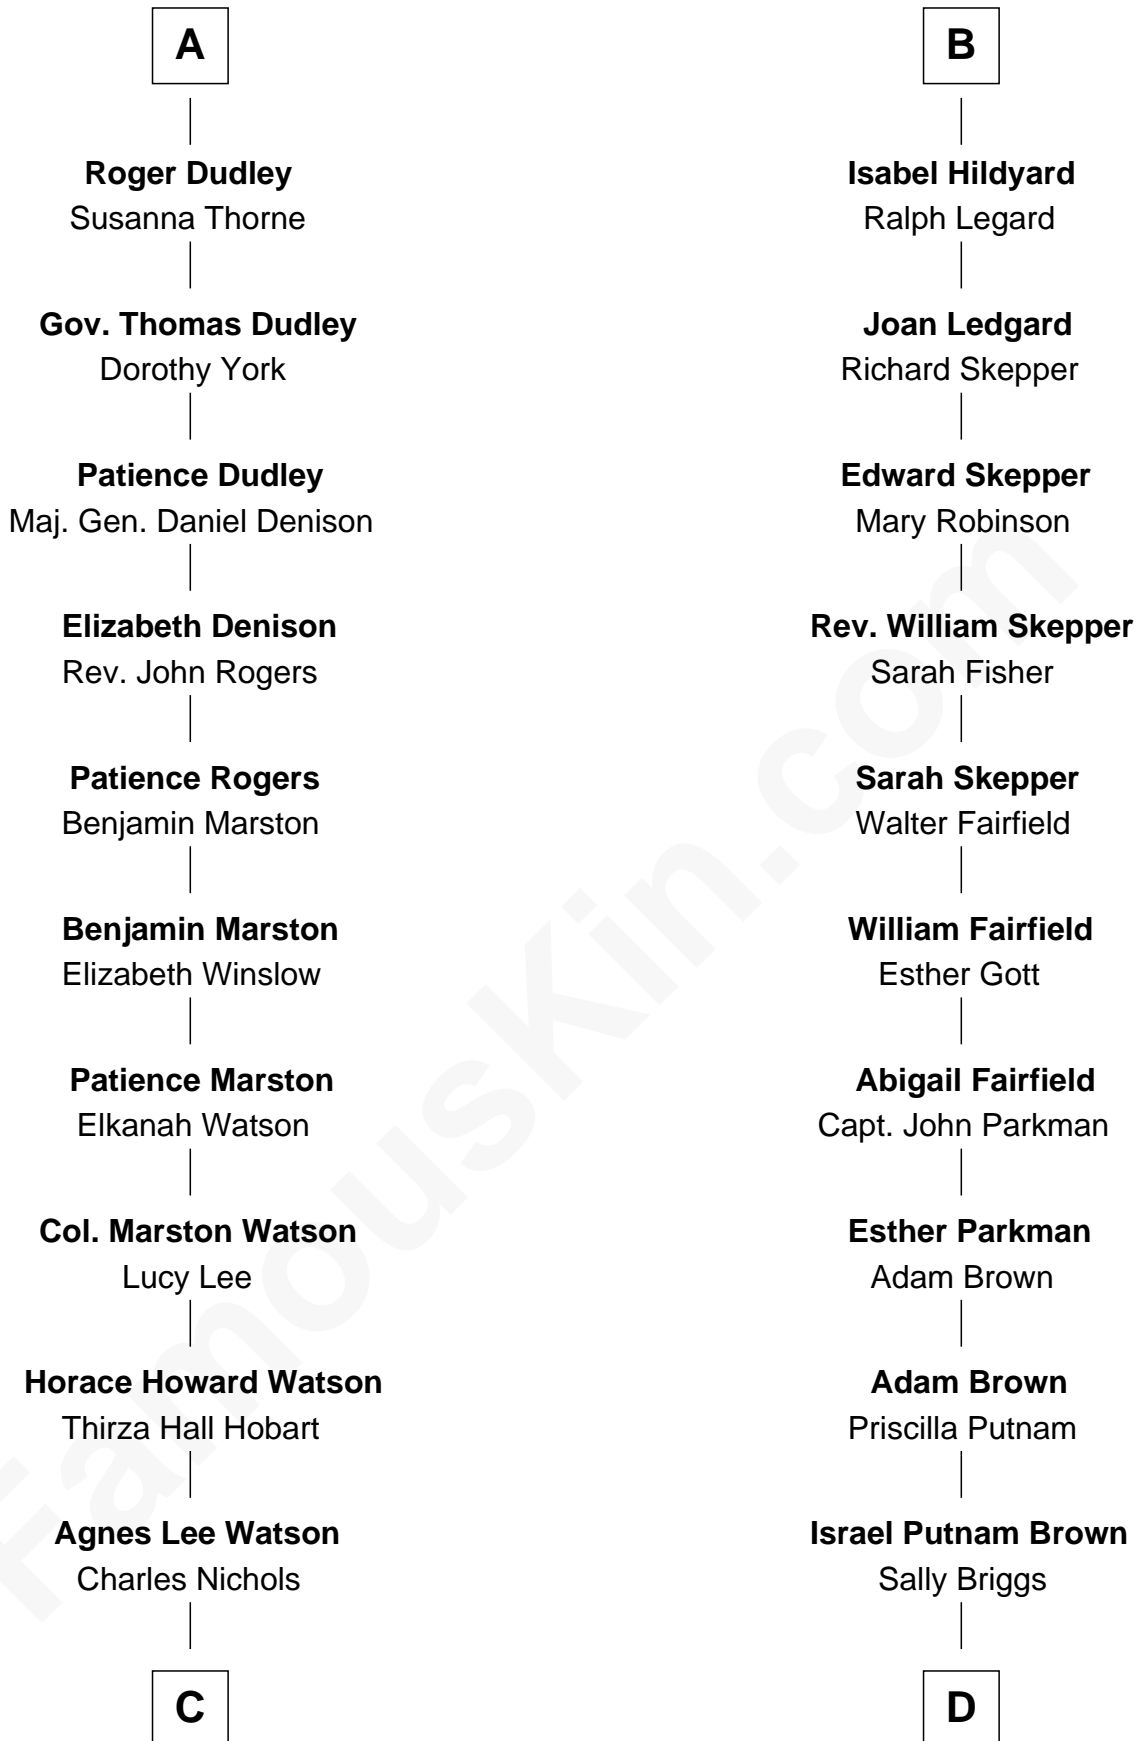 A
Roger Dudley
Susanna Thorne
Gov. Thomas Dudley
Dorothy York
Patience Dudley
Maj. Gen. Daniel Denison
Elizabeth Denison
Rev. John Rogers
Patience Rogers
Benjamin Marston
Benjamin Marston
Elizabeth Winslow
Patience Marston
Elkanah Watson
Col. Marston Watson
Lucy Lee
Horace Howard Watson
Thirza Hall Hobart
Agnes Lee Watson
Charles Nichols
C
B
Isabel Hildyard
Ralph Legard
Joan Ledgard
Richard Skepper
Edward Skepper
Mary Robinson
Rev. William Skepper
Sarah Fisher
Sarah Skepper
Walter Fairfield
William Fairfield
Esther Gott
Abigail Fairfield
Capt. John Parkman
Esther Parkman
Adam Brown
Adam Brown
Priscilla Putnam
Israel Putnam Brown
Sally Briggs
D
FamousKin.com